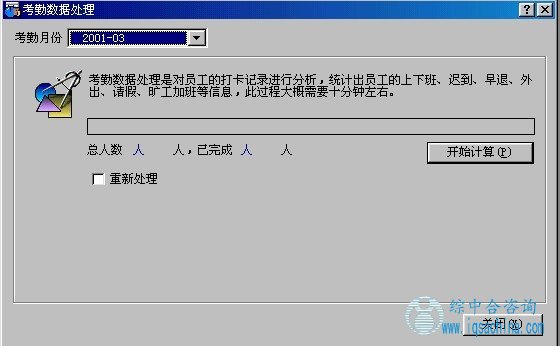 考勤数据处理
考勤月份 2001-03
考勤数据处理是对员工的打卡记录进行分析，统计出员工的上下班、迟到、早退、外
出、请假、旷工加班等信息，此过程大概需要十分钟左右。
总人数 人 人，已完成 人 人
开始计算(P)
重新处理
综中合咨询
关闭(X)